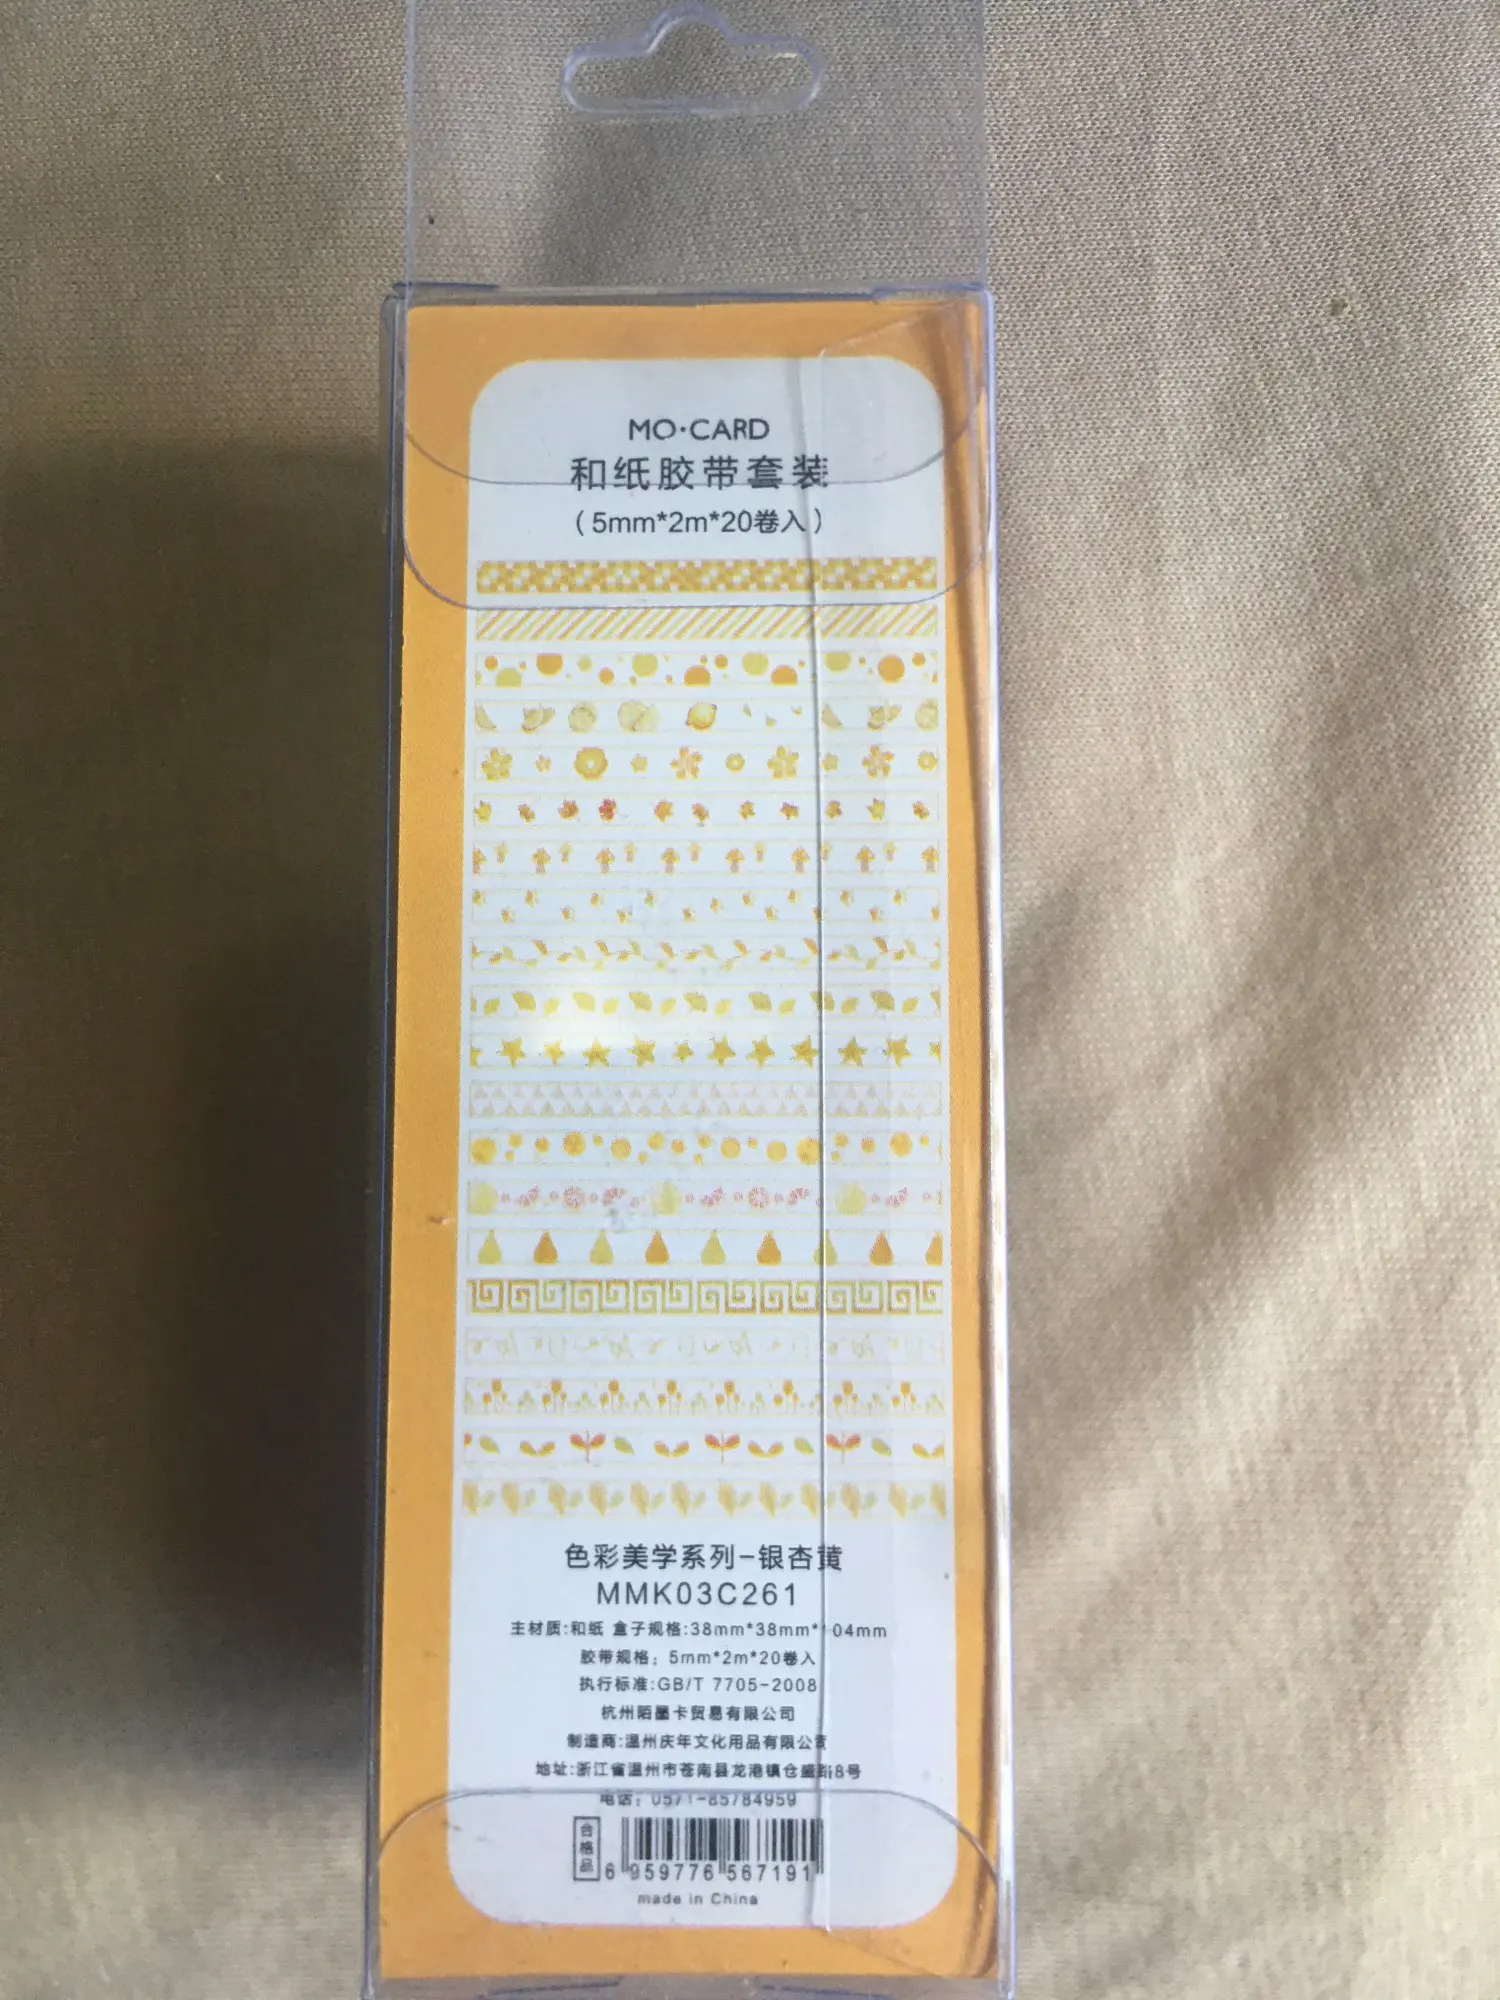 MO·CARD
和纸胶带套装
（5mm*2m*20卷入）
色彩美学系列-银杏黄
MMK03C261
主材质:和纸 盒子规格:38mm*38mm*104mm
胶带规格：5mm*2m*20卷入
执行标准:GB/T 7705-2008
杭州陌墨卡贸易有限公司
制造商:温州庆年文化用品有限公司
地址:浙江省温州市苍南县龙港镇仓盛路8号
电话：0571-85784959
合格品
6 959776 567191
made in China